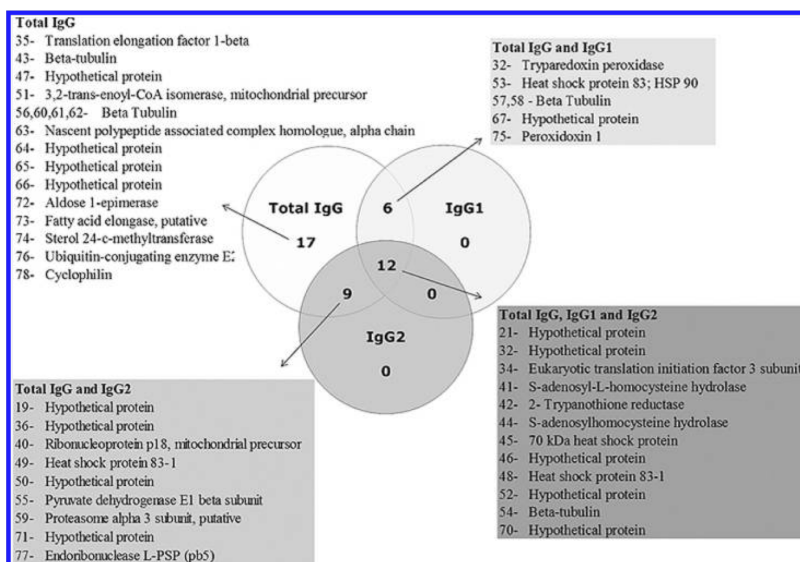 Total IgG
35- Translation elongation factor 1-beta
43- Beta-tubulin
47- Hypothetical protein
51- 3,2-trans-enoyl-CoA isomerase, mitochondrial precursor
56,60,61,62- Beta Tubulin
63- Nascent polypeptide associated complex homologue, alpha chain
64- Hypothetical protein
65- Hypothetical protein
66- Hypothetical protein
72- Aldose 1-epimerase
73- Fatty acid elongase, putative
74- Sterol 24-c-methyltransferase
76- Ubiquitin-conjugating enzyme E2
78- Cyclophilin
Total IgG and IgG1
32- Tryparedoxin peroxidase
53- Heat shock protein 83; HSP 90
57,58 - Beta Tubulin
67- Hypothetical protein
75- Peroxidoxin 1
Total IgG
17
6
IgG1
0
12
9
0
IgG2
0
Total IgG and IgG2
19- Hypothetical protein
36- Hypothetical protein
40- Ribonucleoprotein p18, mitochondrial precursor
49- Heat shock protein 83-1
50- Hypothetical protein
55- Pyruvate dehydrogenase E1 beta subunit
59- Proteasome alpha 3 subunit, putative
71- Hypothetical protein
77- Endoribonuclease L-PSP (pb5)
Total IgG, IgG1 and IgG2
21- Hypothetical protein
32- Hypothetical protein
34- Eukaryotic translation initiation factor 3 subunit
41- S-adenosyl-L-homocysteine hydrolase
42- 2- Trypanothione reductase
44- S-adenosylhomocysteine hydrolase
45- 70 kDa heat shock protein
46- Hypothetical protein
48- Heat shock protein 83-1
52- Hypothetical protein
54- Beta-tubulin
70- Hypothetical protein